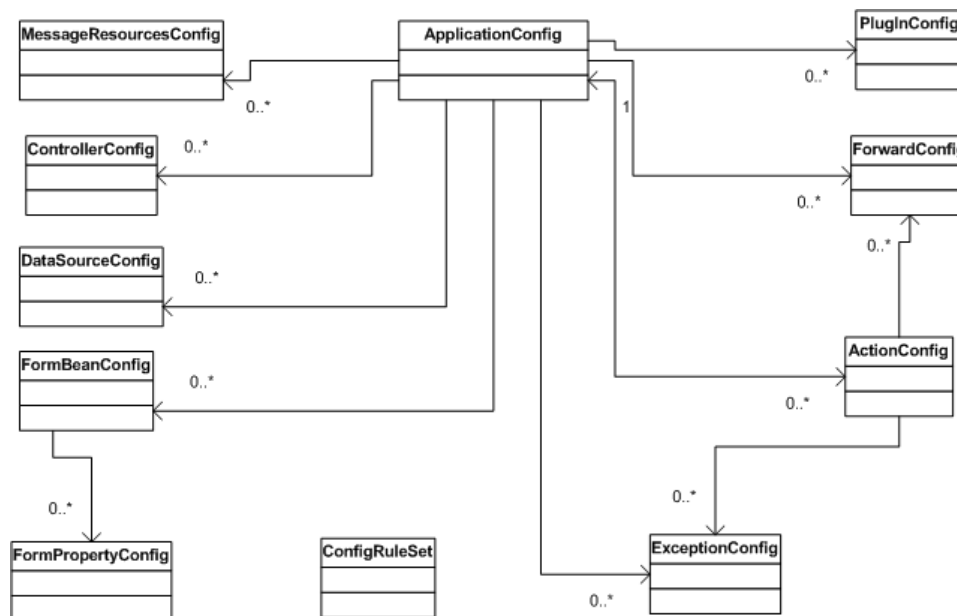 MessageResourcesConfig
ApplicationConfig
PlugInConfig
0..*
0..*
1
ControllerConfig
0..*
ForwardConfig
0..*
DataSourceConfig
0..*
0..*
FormBeanConfig
0..*
ActionConfig
0..*
0..*
0..*
FormPropertyConfig
ConfigRuleSet
ExceptionConfig
0..*